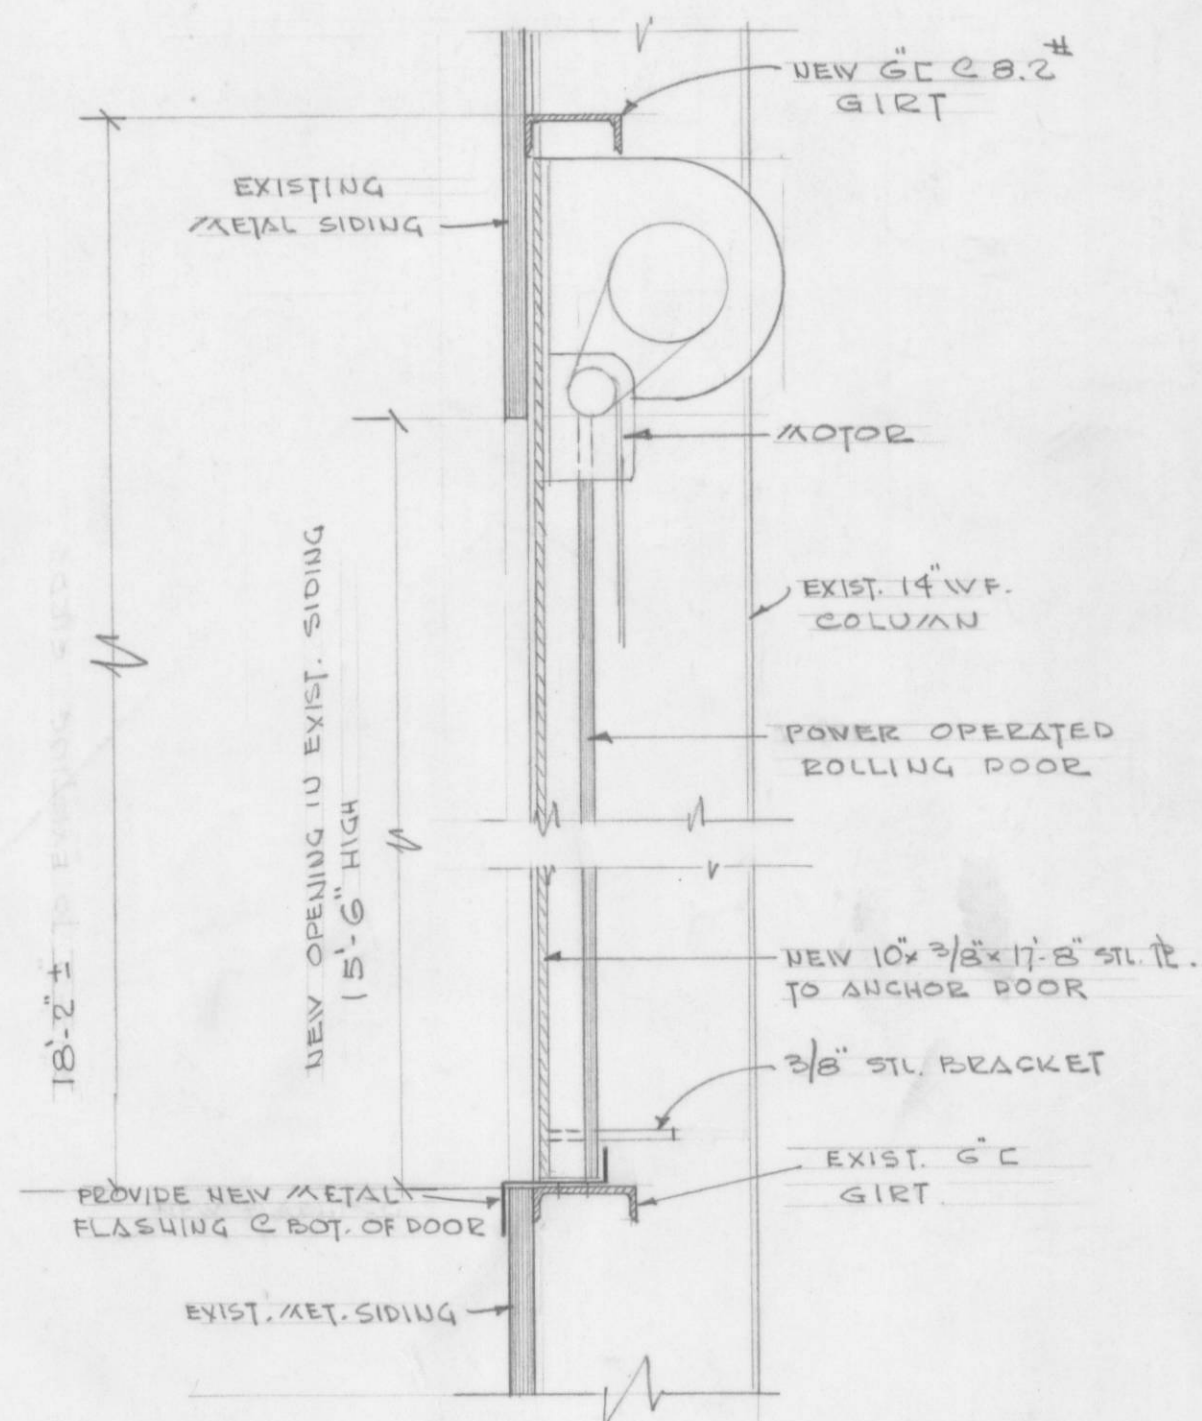 NEW 6"[ @ 8.2#
GIRT
EXISTING
METAL SIDING
MOTOR
EXIST. 14" WF.
COLUMN
POWER OPERATED
ROLLING DOOR
NEW OPENING IN EXIST. SIDING
15'-6" HIGH
18'-2" ±
NEW 10"x 3/8"x 17'-8" STL. PL.
TO ANCHOR DOOR
3/8" STL. BRACKET
EXIST. 6" [
GIRT
PROVIDE NEW METAL
FLASHING @ BOT. OF DOOR
EXIST. MET. SIDING